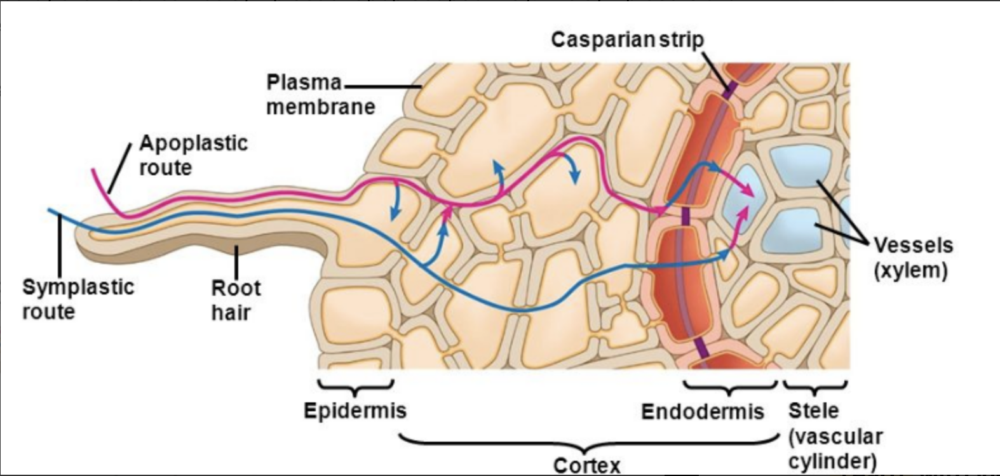 Casparian strip
Plasma
membrane
Apoplastic
route
Symplastic
route
Root
hair
Vessels
(xylem)
Epidermis
Endodermis
Stele
(vascular
cylinder)
Cortex